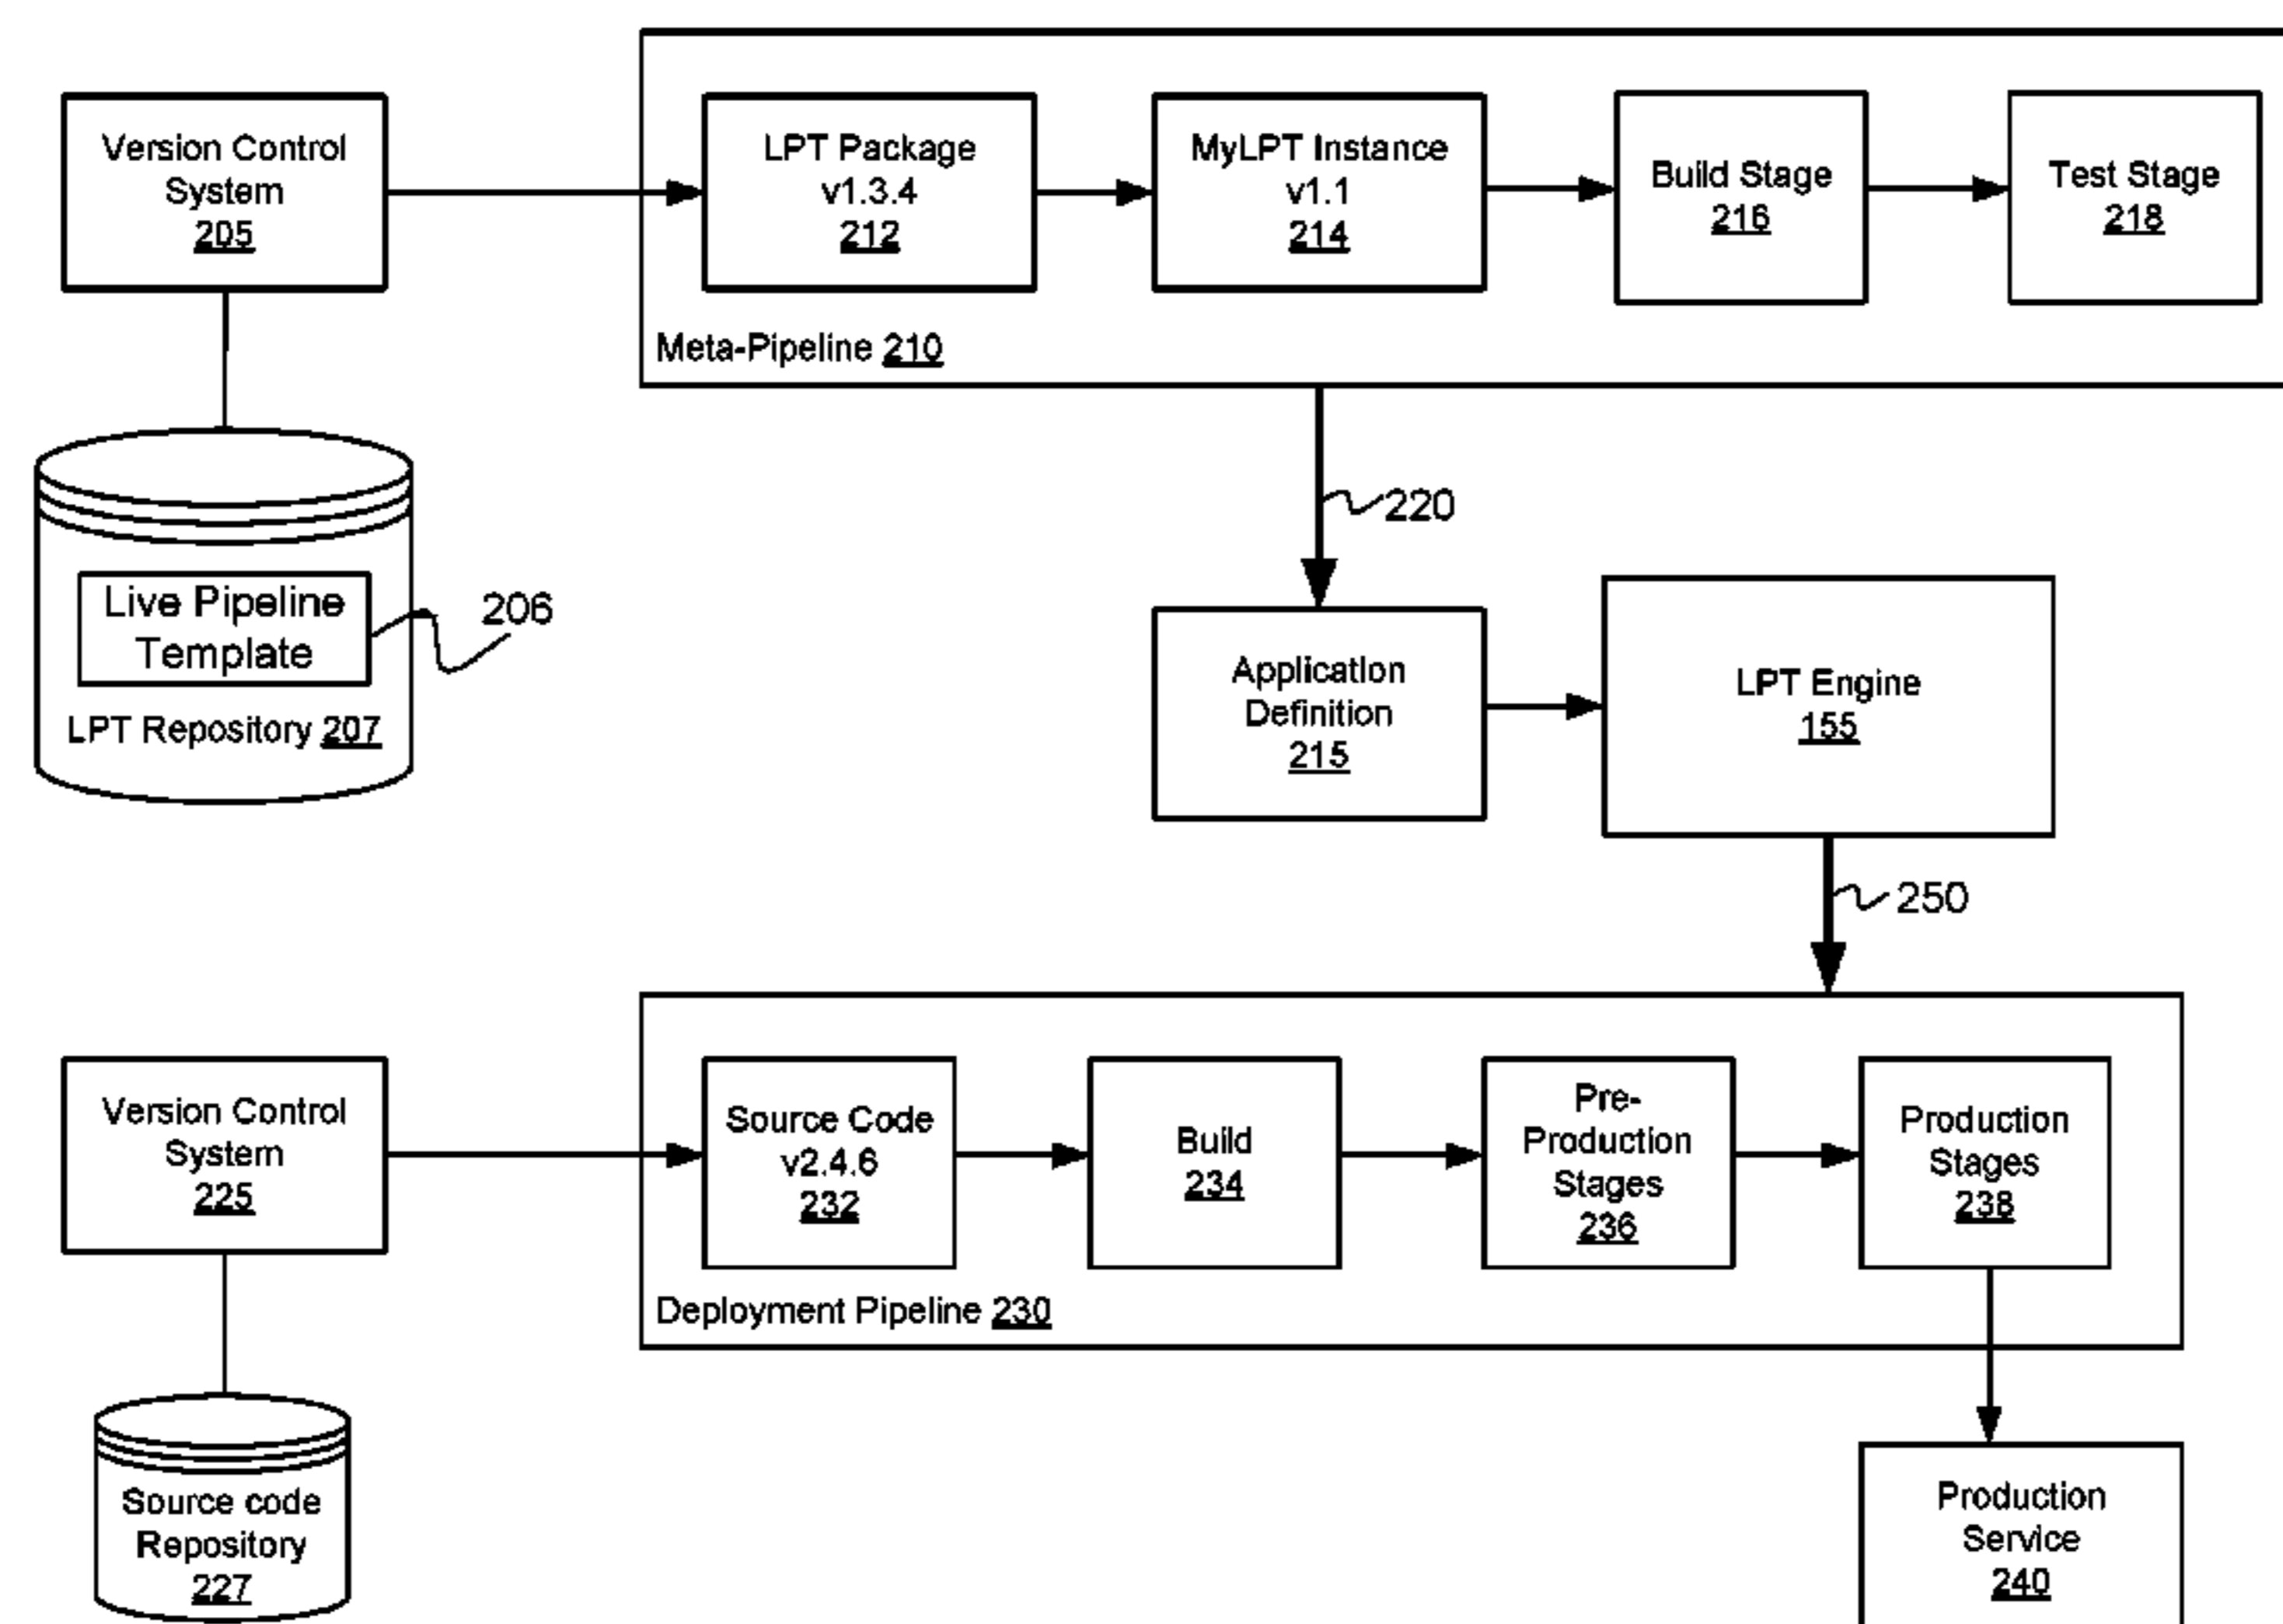 Version Control
System
205
LPT Package
v1.3.4
212
MyLPT Instance
v1.1
214
Build Stage
216
Test Stage
218
Meta-Pipeline 210
220
Live Pipeline
Template
206
LPT Repository 207
Application
Definition
215
LPT Engine
155
250
Version Control
System
225
Source Code
v2.4.6
232
Build
234
Pre-
Production
Stages
236
Production
Stages
238
Deployment Pipeline 230
Source code
Repository
227
Production
Service
240